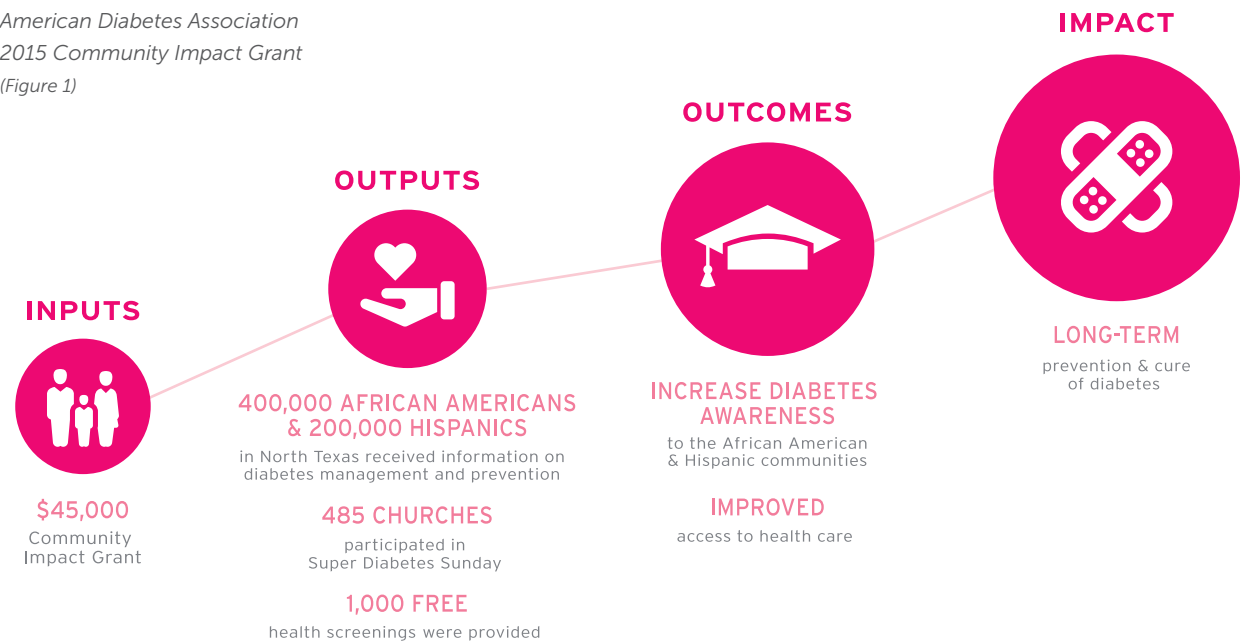 American Diabetes Association
2015 Community Impact Grant
(Figure 1)
INPUTS
$45,000
Community
Impact Grant
OUTPUTS
400,000 AFRICAN AMERICANS
& 200,000 HISPANICS
in North Texas received information on
diabetes management and prevention
485 CHURCHES
participated in
Super Diabetes Sunday
1,000 FREE
health screenings were provided
OUTCOMES
INCREASE DIABETES
AWARENESS
to the African American
& Hispanic communities
IMPROVED
access to health care
IMPACT
LONG-TERM
prevention & cure
of diabetes